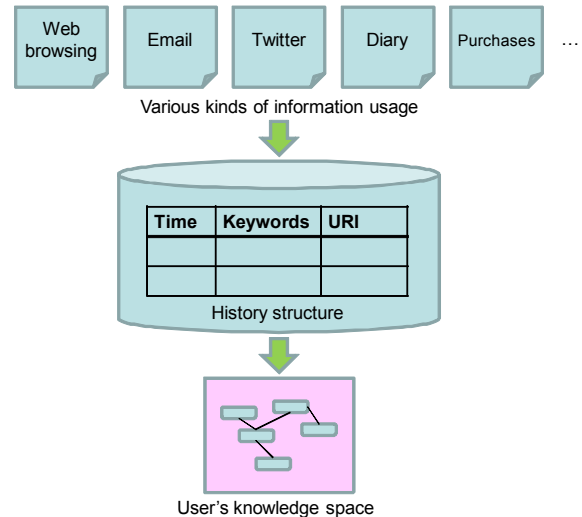 Web
browsing
Email
Twitter
Diary
Purchases
...
Various kinds of information usage
Time Keywords URI
History structure
User's knowledge space